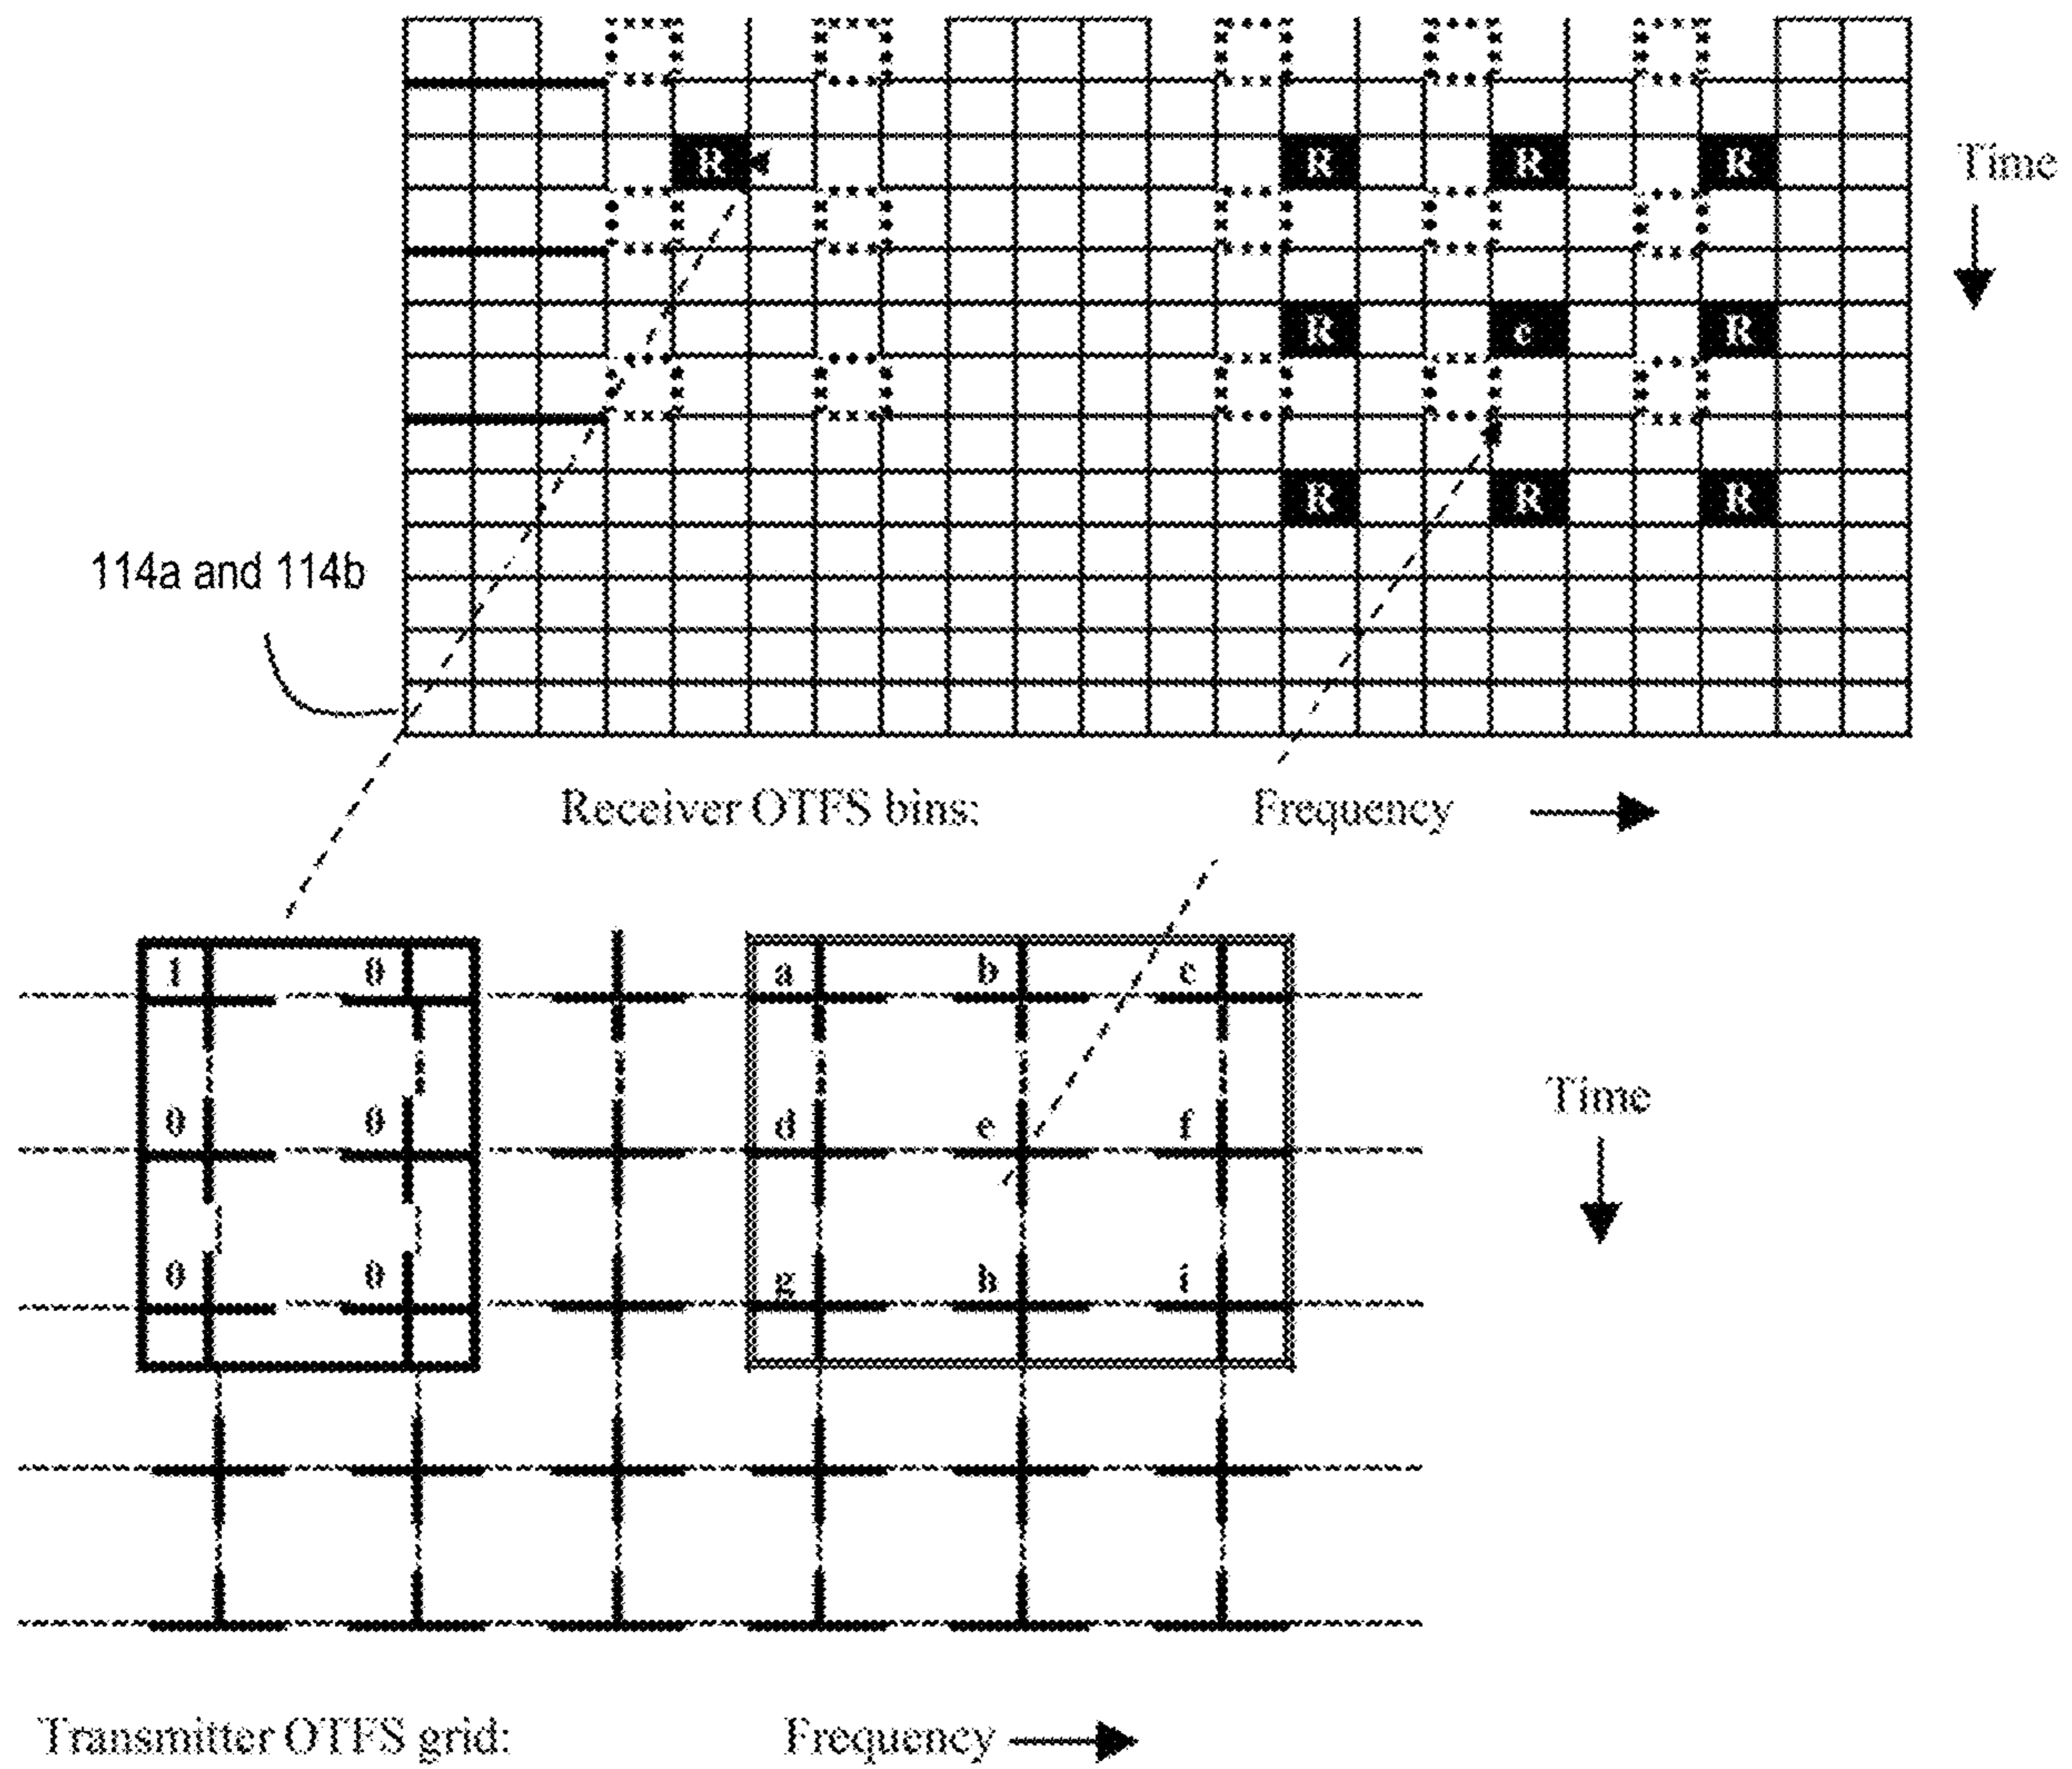 R R R R
Time
R e R
R R R
114a and 114b
Receiver OTFS bins: Frequency
1 0 a b c
Time
0 0 d e f
0 0 g h i
Transmitter OTFS grid: Frequency